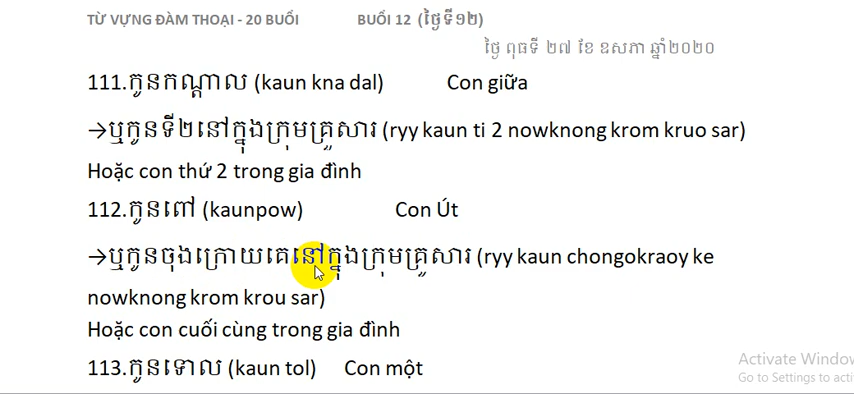 TỪ VỰNG ĐÀM THOẠI - 20 BUỔI BUỔI 12 (ថ្ងៃទី១២)
ថ្ងៃ ពុធទី ២៧ ខែ ឧសភា ឆ្នាំ២០២០
111.កូនកណ្ដាល (kaun kna dal) Con giữa
→ឬកូនទី២នៅក្នុងក្រុមគ្រួសារ (ryy kaun ti 2 nowknong krom kruo sar)
Hoặc con thứ 2 trong gia đình
112.កូនពៅ (kaunpow) Con Út
→ឬកូនចុងក្រោយគេនៅក្នុងក្រុមគ្រួសារ (ryy kaun chongokraoy ke
nowknong krom krou sar)
Hoặc con cuối cùng trong gia đình
113.កូនទោល (kaun tol) Con một
Activate Window
Go to Settings to acti